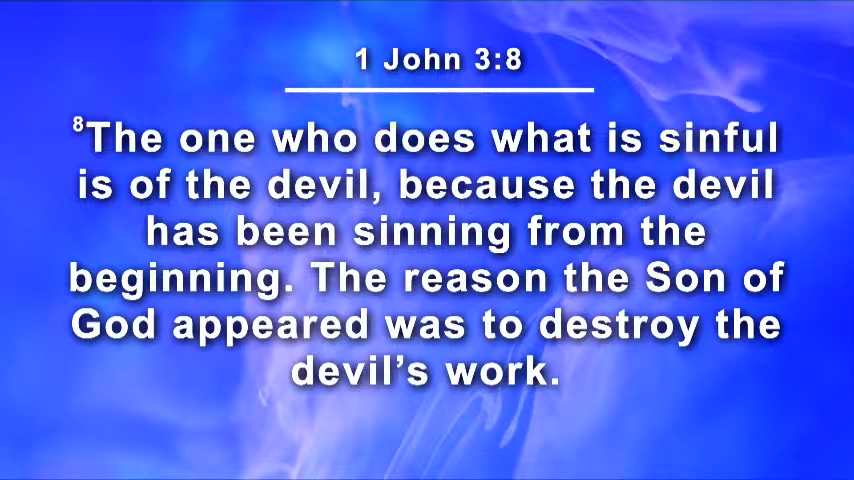 1 John 3:8
8The one who does what is sinful
is of the devil, because the devil
has been sinning from the
beginning. The reason the Son of
God appeared was to destroy the
devil’s work.